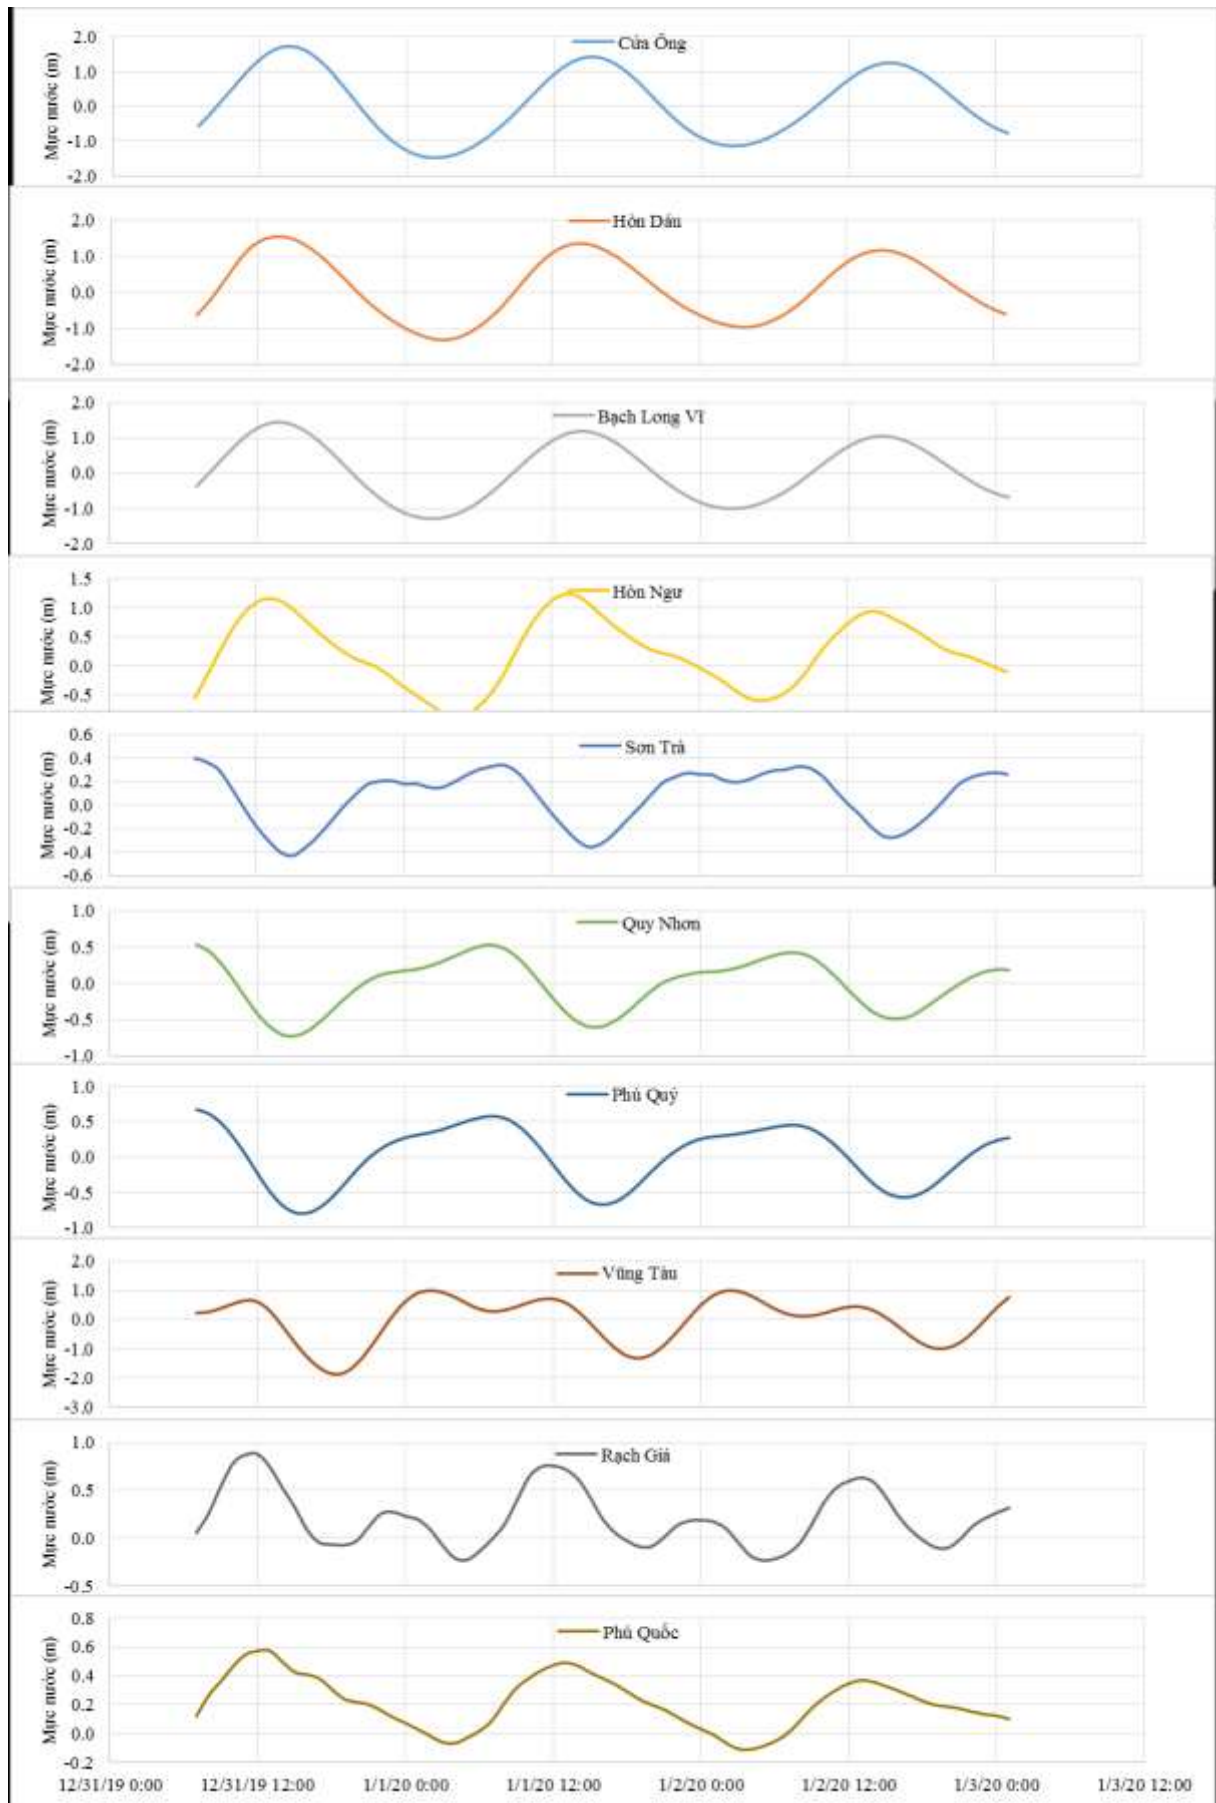 Cửa Ông
Mực nước (m)
2.0
1.0
0.0
-1.0
-2.0
Hòn Dấu
Mực nước (m)
2.0
1.0
0.0
-1.0
-2.0
Bạch Long Vĩ
Mực nước (m)
2.0
1.0
0.0
-1.0
-2.0
Hòn Ngư
Mực nước (m)
1.5
1.0
0.5
0.0
-0.5
Sơn Trà
Mực nước (m)
0.6
0.4
0.2
0.0
-0.2
-0.4
-0.6
Quy Nhơn
Mực nước (m)
1.0
0.5
0.0
-0.5
-1.0
Phú Quý
Mực nước (m)
1.0
0.5
0.0
-0.5
-1.0
Vũng Tàu
Mực nước (m)
2.0
1.0
0.0
-1.0
-2.0
-3.0
Rạch Giá
Mực nước (m)
1.0
0.5
0.0
-0.5
Phú Quốc
Mực nước (m)
0.8
0.6
0.4
0.2
0.0
-0.2
12/31/19 0:00 12/31/19 12:00 1/1/20 0:00 1/1/20 12:00 1/2/20 0:00 1/2/20 12:00 1/3/20 0:00 1/3/20 12:00